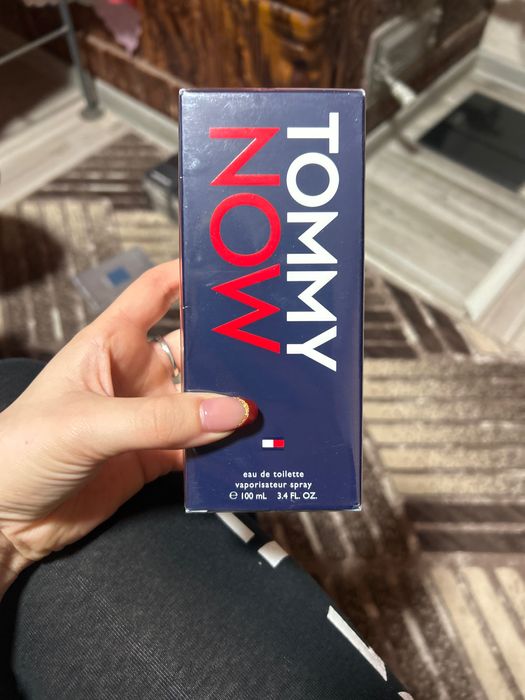 TOMMY
NOW
eau de toilette
vaporisateur spray
℮ 100 mL 3.4 FL. OZ.